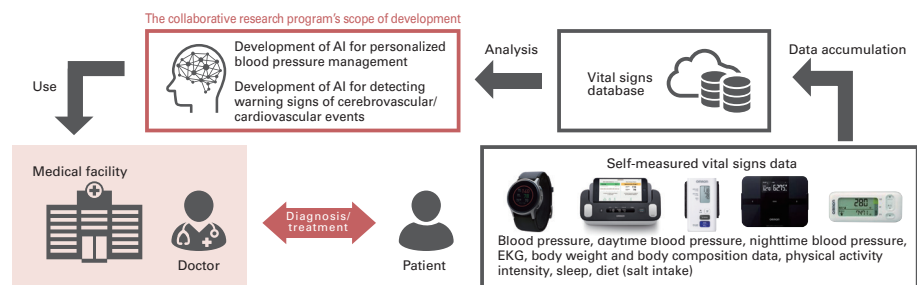 The collaborative research program's scope of development
Development of AI for personalized
blood pressure management
Development of AI for detecting
warning signs of cerebrovascular/
cardiovascular events
Analysis
Vital signs
database
Data accumulation
Use
Medical facility
Doctor
Diagnosis/
treatment
Patient
Self-measured vital signs data
Blood pressure, daytime blood pressure, nighttime blood pressure,
EKG, body weight and body composition data, physical activity
intensity, sleep, diet (salt intake)